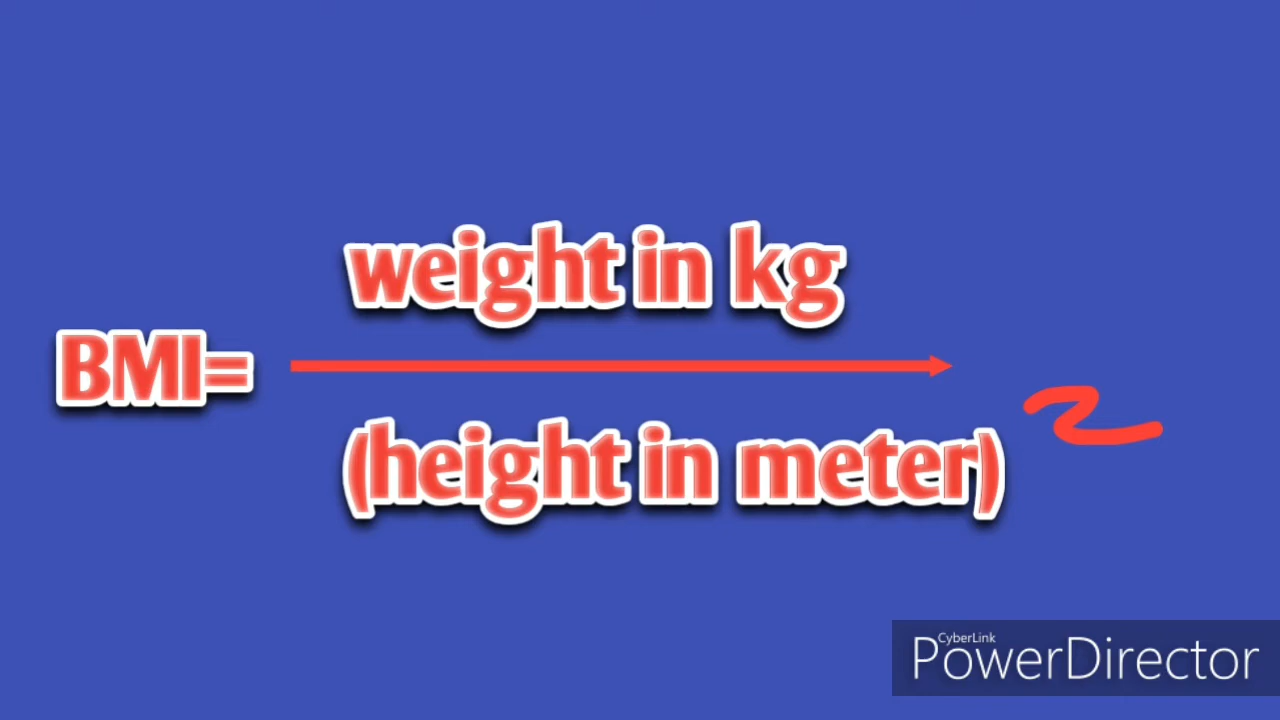 weight in kg
BMI=
(height in meter)
2
CyberLink
PowerDirector